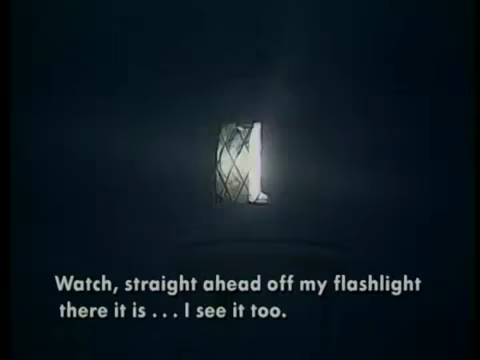 Watch, straight ahead off my flashlight
there it is . . . I see it too.